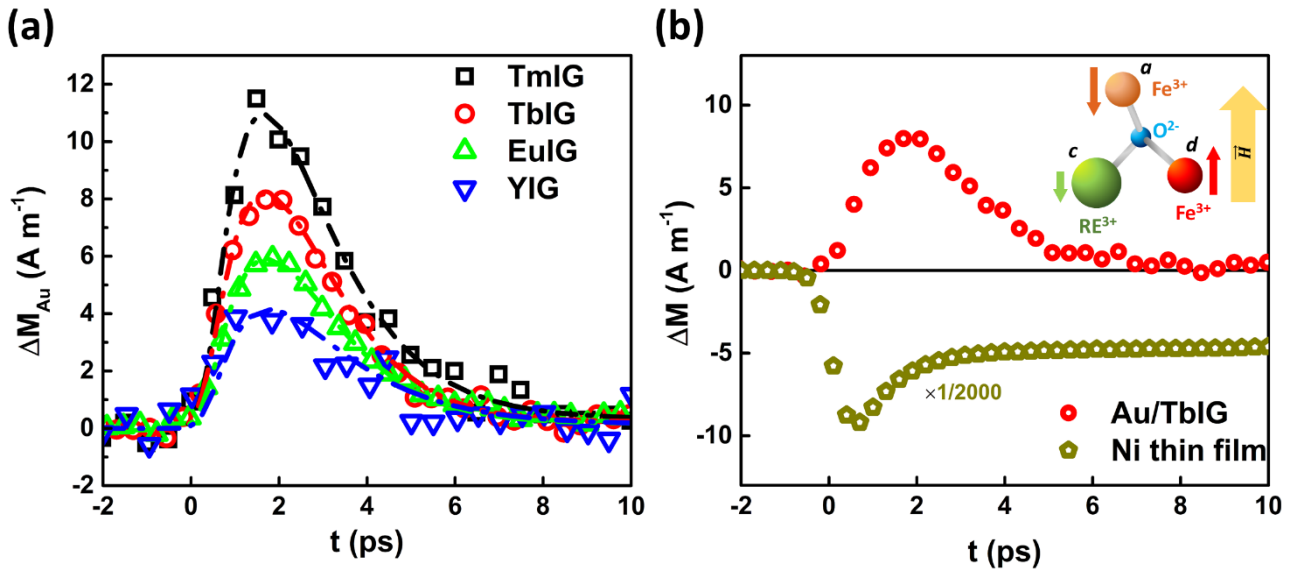 (a)
ΔM_Au (A m⁻¹)
12
10
8
6
4
2
0
-2
-2 0 2 4 6 8 10
t (ps)
TmIG
TbIG
EuIG
YIG
(b)
ΔM (A m⁻¹)
10
5
0
-5
-10
-2 0 2 4 6 8 10
t (ps)
a
Fe³⁺
O²⁻
c
d
H
RE³⁺
Fe³⁺
×1/2000
Au/TbIG
Ni thin film